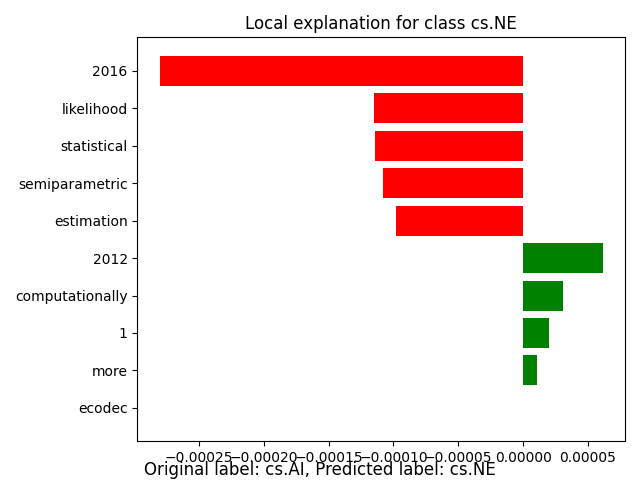 Local explanation for class cs.NE
2016
likelihood
statistical
semiparametric
estimation
2012
computationally
1
more
ecodec
−0.00025 −0.00020 −0.00015 −0.00010 −0.00005 0.00000 0.00005
Original label: cs.AI, Predicted label: cs.NE